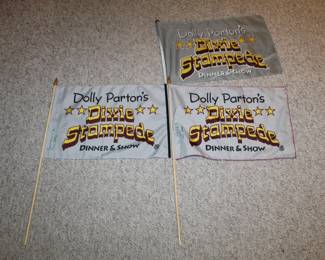 Dolly Parton's
Dixie
Stampede
DINNER & SHOW
Dolly Parton's
Dixie
Stampede
DINNER & SHOW ®
Dolly Parton's
Dixie
Stampede
DINNER & SHOW ®